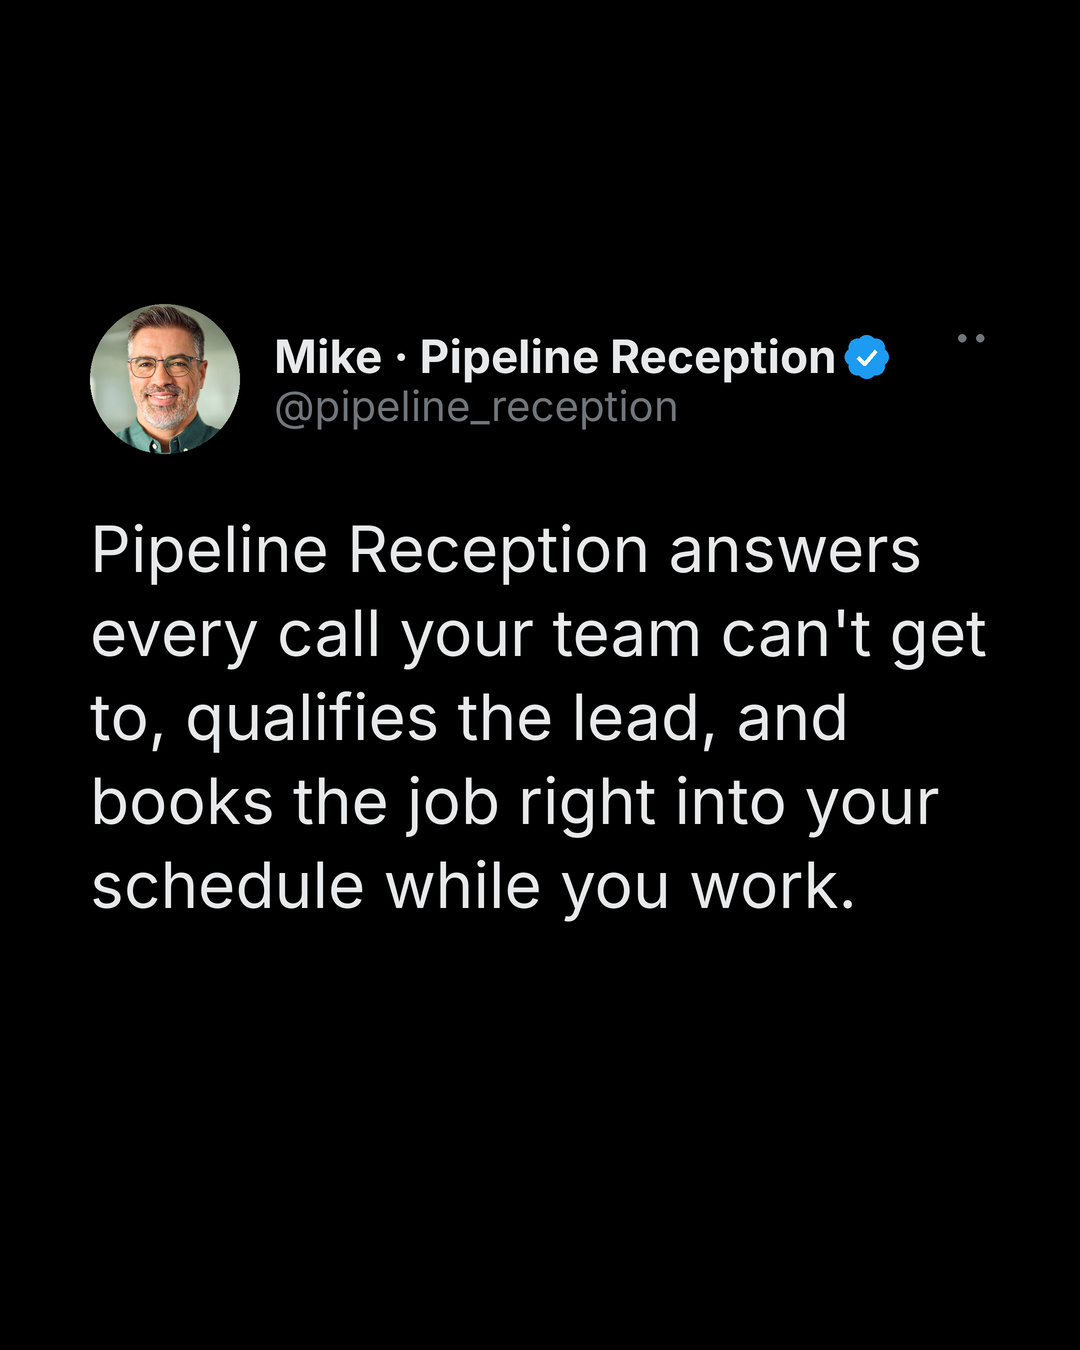 Mike · Pipeline Reception
@pipeline_reception
Pipeline Reception answers
every call your team can't get
to, qualifies the lead, and
books the job right into your
schedule while you work.